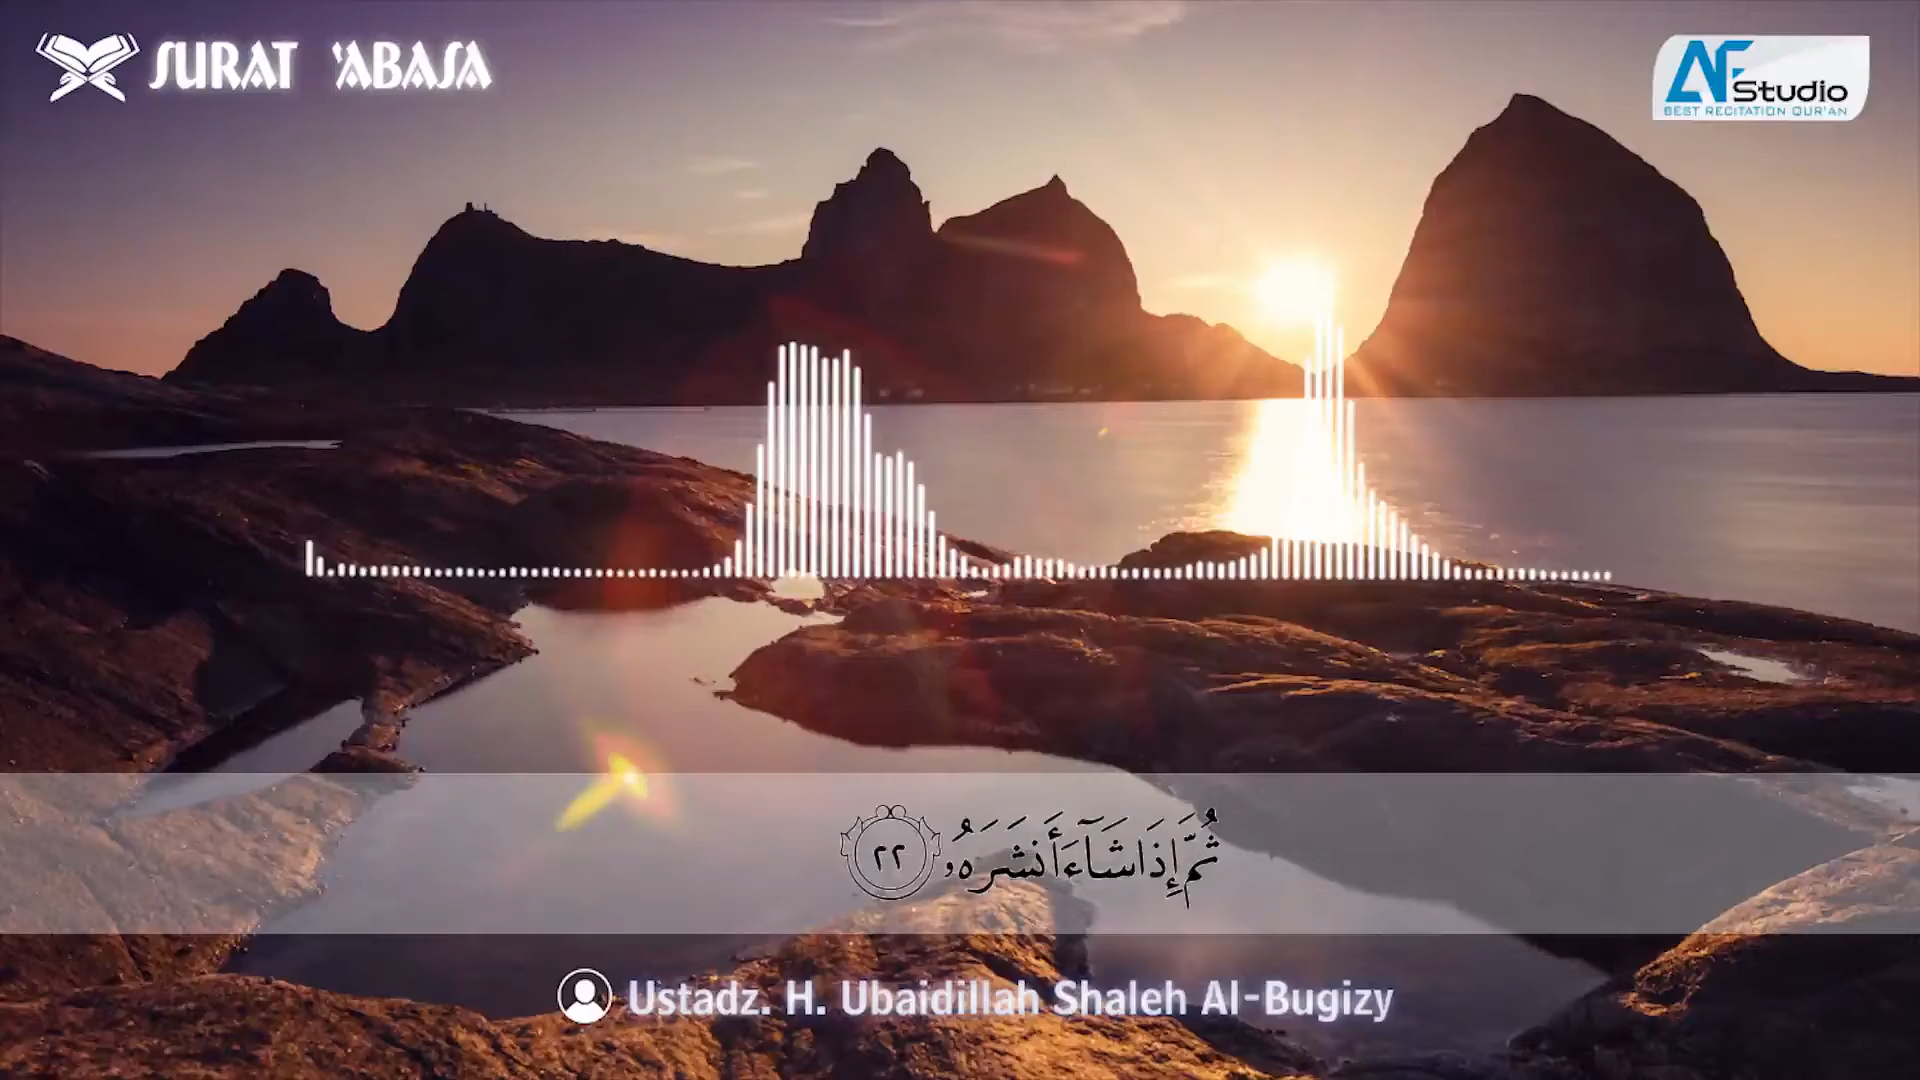 SURAT 'ABASA
AF Studio
BEST RECITATION QUR'AN
ثُمَّ إِذَا شَآءَ أَنشَرَهُۥ ٢٢
Ustadz. H. Ubaidillah Shaleh Al-Bugizy